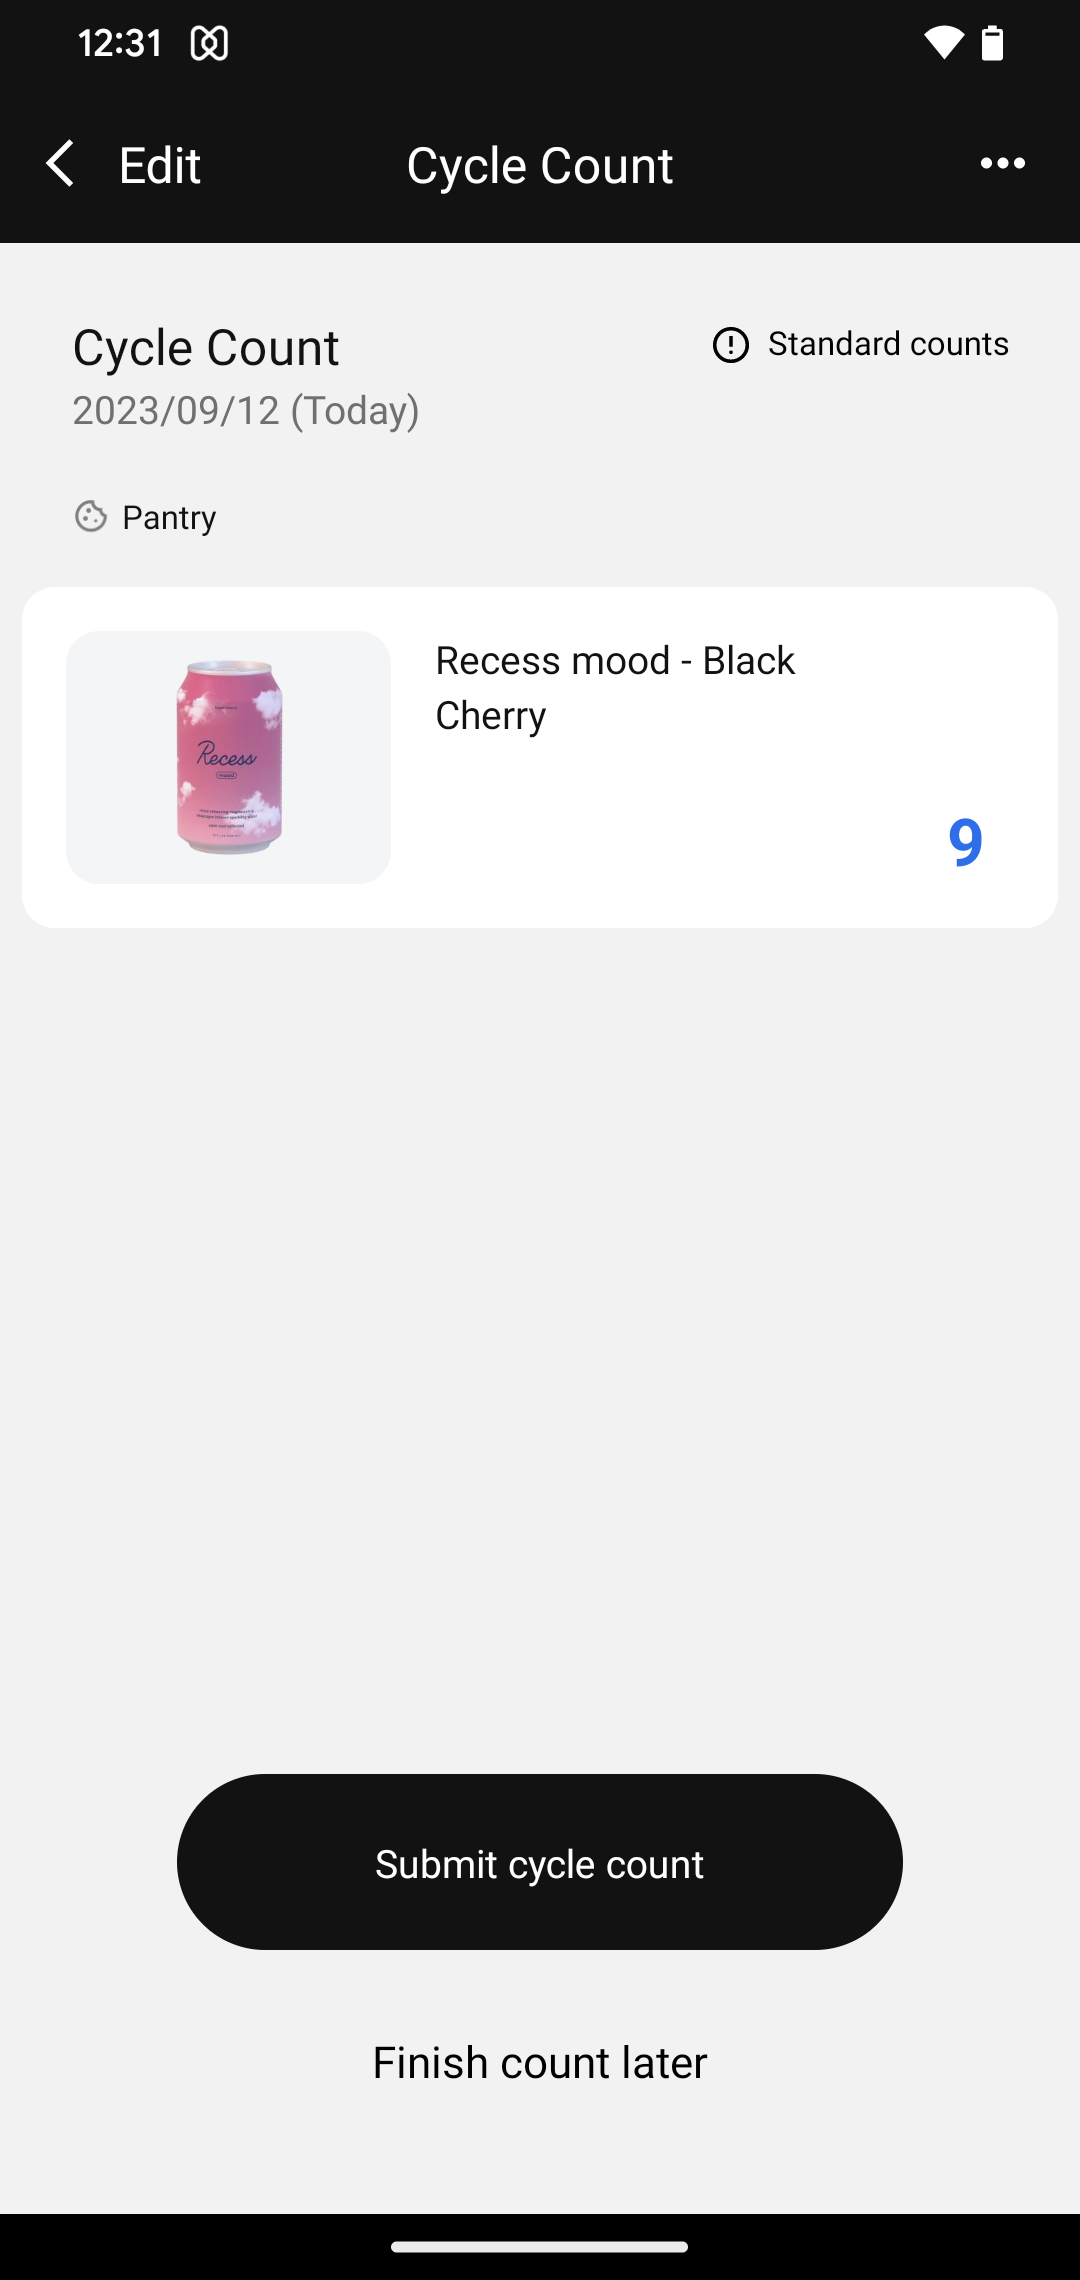 12:31
Edit
Cycle Count
Cycle Count
Standard counts
2023/09/12 (Today)
Pantry
Recess mood - Black
Cherry
Recess
mood
9
Submit cycle count
Finish count later